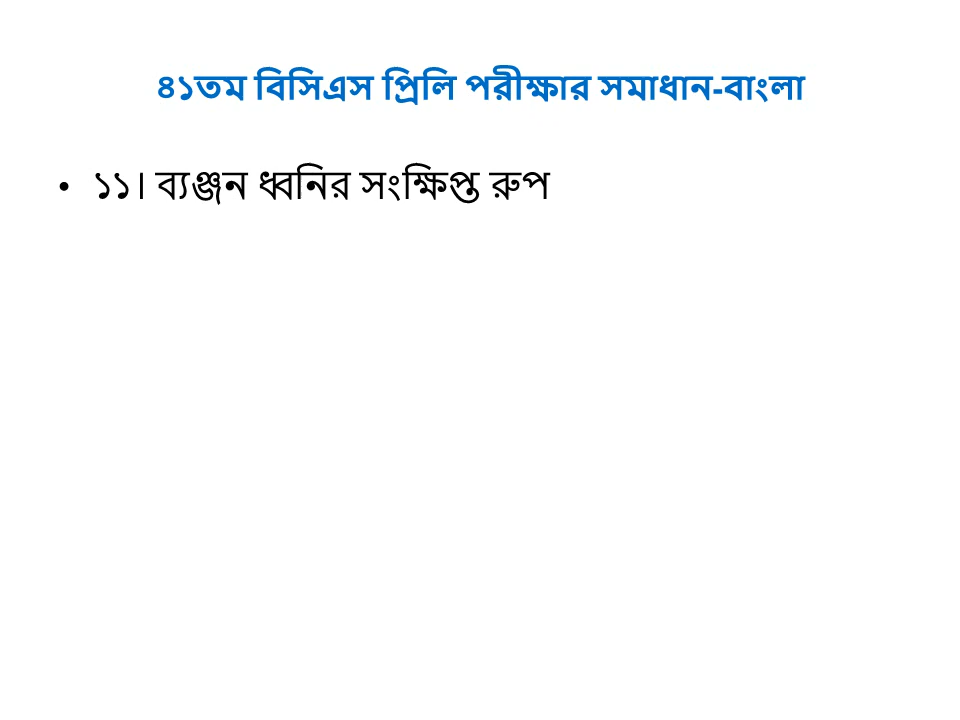 ৪১তম বিসিএস প্রিলি পরীক্ষার সমাধান-বাংলা
• ১১। ব্যঞ্জন ধ্বনির সংক্ষিপ্ত রুপ